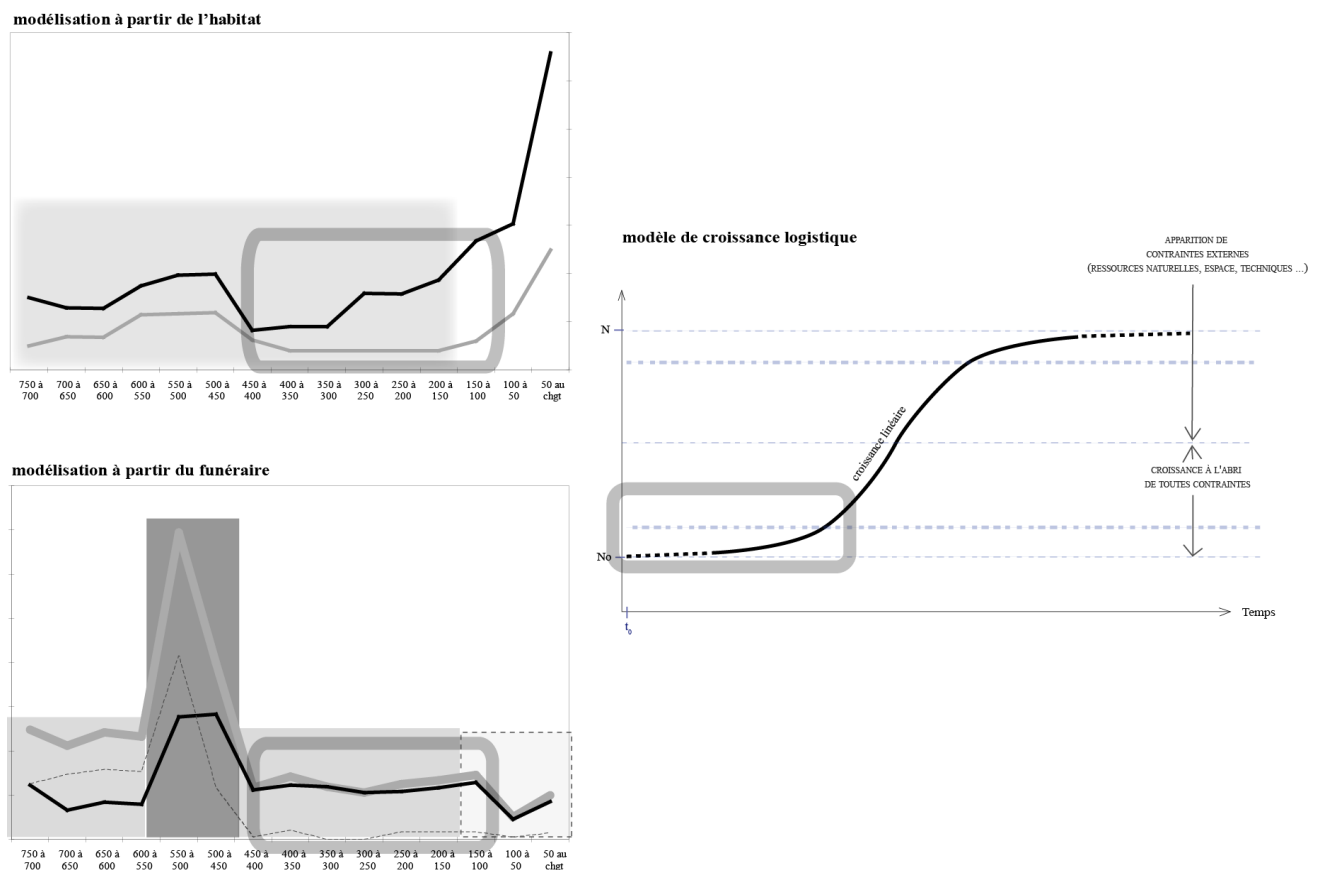 modélisation à partir de l’habitat
750 à 700 à 650 à 600 à 550 à 500 à 450 à 400 à 350 à 300 à 250 à 200 à 150 à 100 à 50 au
700 650 600 550 500 450 400 350 300 250 200 150 100 50 chgt
modélisation à partir du funéraire
750 à 700 à 650 à 600 à 550 à 500 à 450 à 400 à 350 à 300 à 250 à 200 à 150 à 100 à 50 au
700 650 600 550 500 450 400 350 300 250 200 150 100 50 chgt
modèle de croissance logistique
APPARITION DE
CONTRAINTES EXTERNES
(RESSOURCES NATURELLES, ESPACE, TECHNIQUES ...)
N
croissance linéaire
CROISSANCE À L'ABRI
DE TOUTES CONTRAINTES
No
Temps
t0